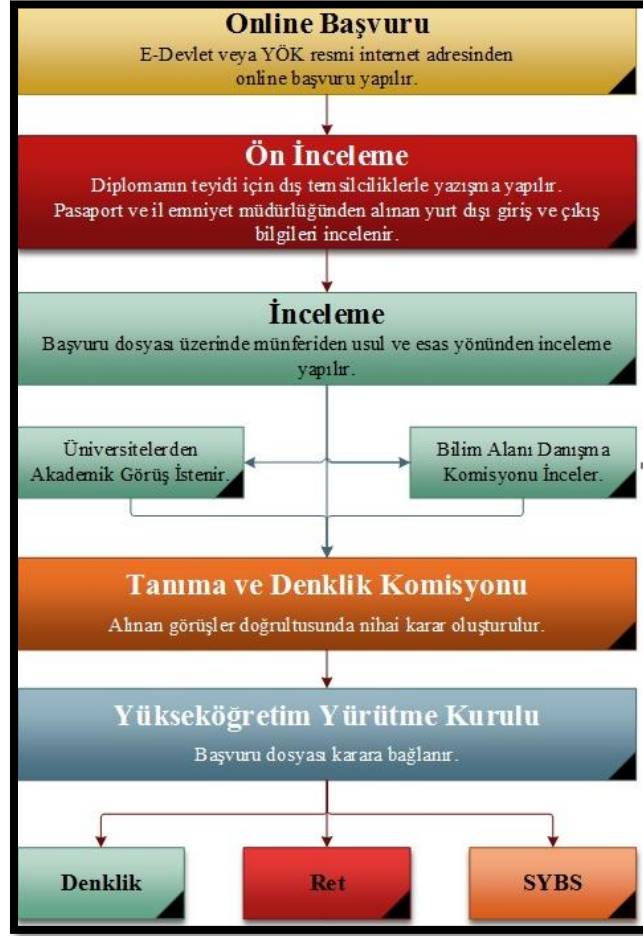 Online Başvuru
E-Devlet veya YÖK resmi internet adresinden
online başvuru yapılır.
Ön İnceleme
Diplomanın teyidi için dış temsilciliklerle yazışma yapılır.
Pasaport ve il emniyet müdürlüğünden alınan yurt dışı giriş ve çıkış
bilgileri incelenir.
İnceleme
Başvuru dosyası üzerinde münferiden usul ve esas yönünden inceleme
yapılır.
Üniversitelerden
Akademik Görüş İstenir.
Bilim Alanı Danışma
Komisyonu İnceler.
Tanıma ve Denklik Komisyonu
Alınan görüşler doğrultusunda nihai karar oluşturulur.
Yükseköğretim Yürütme Kurulu
Başvuru dosyası karara bağlanır.
Denklik
Ret
SYBS